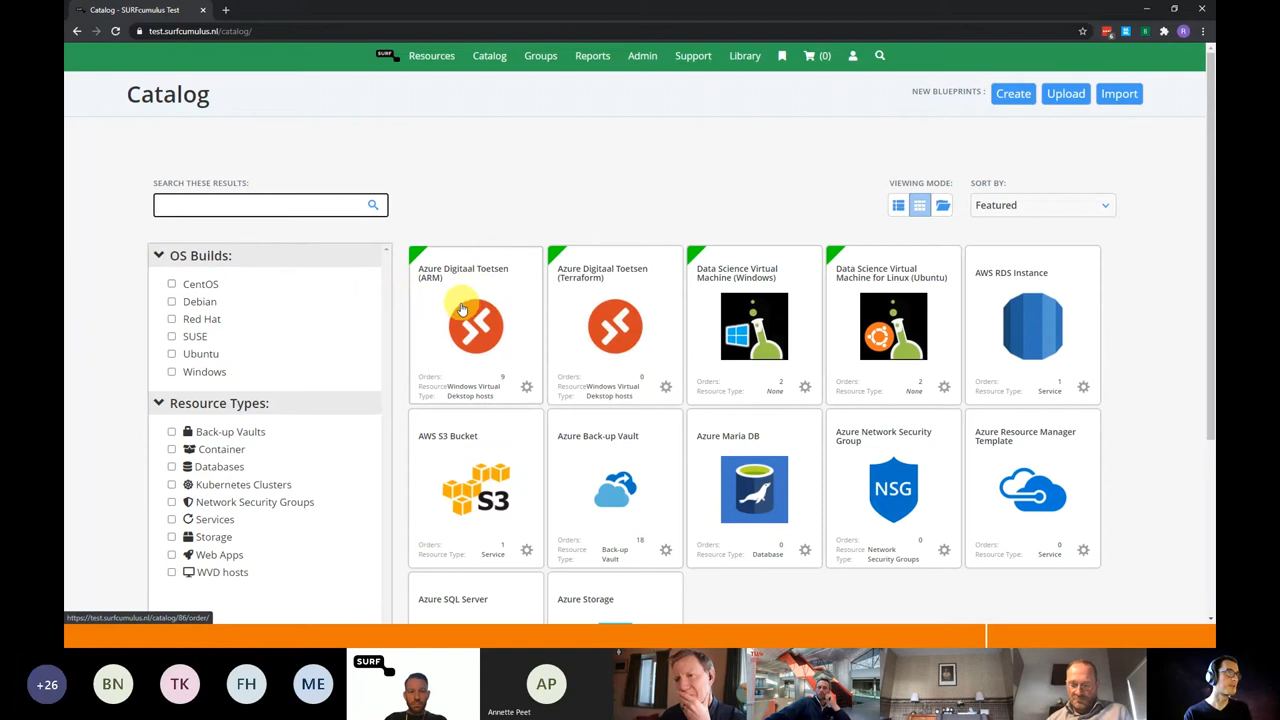 Catalog - SURFcumulus Test
test.surfcumulus.nl/catalog/
6
R
SURF
Resources
Catalog
Groups
Reports
Admin
Support
Library
(0)
Catalog
NEW BLUEPRINTS :
Create
Upload
Import
SEARCH THESE RESULTS:
VIEWING MODE:
SORT BY:
Featured
OS Builds:
CentOS
Debian
Red Hat
SUSE
Ubuntu
Windows
Resource Types:
Back-up Vaults
Container
Databases
Kubernetes Clusters
Network Security Groups
Services
Storage
Web Apps
WVD hosts
Azure Digitaal Toetsen
(ARM)
Orders: 9
Resource Windows Virtual
Type: Dekstop hosts
Azure Digitaal Toetsen
(Terraform)
Orders: 0
Resource Windows Virtual
Type: Dekstop hosts
Data Science Virtual
Machine (Windows)
Orders: 2
Resource Type: None
Data Science Virtual
Machine for Linux (Ubuntu)
Orders: 2
Resource Type: None
AWS RDS Instance
Orders: 1
Resource Type: Service
AWS S3 Bucket
S3
Orders: 1
Resource Type: Service
Azure Back-up Vault
Orders: 18
Resource Back-up
Type: Vault
Azure Maria DB
Orders: 0
Resource Type: Database
Azure Network Security
Group
NSG
Orders: 0
Resource Network
Type: Security Groups
Azure Resource Manager
Template
Orders: 0
Resource Type: Service
Azure SQL Server
Azure Storage
https://test.surfcumulus.nl/catalog/86/order/
+26
BN
TK
FH
ME
SURF
AP
Annette Peet